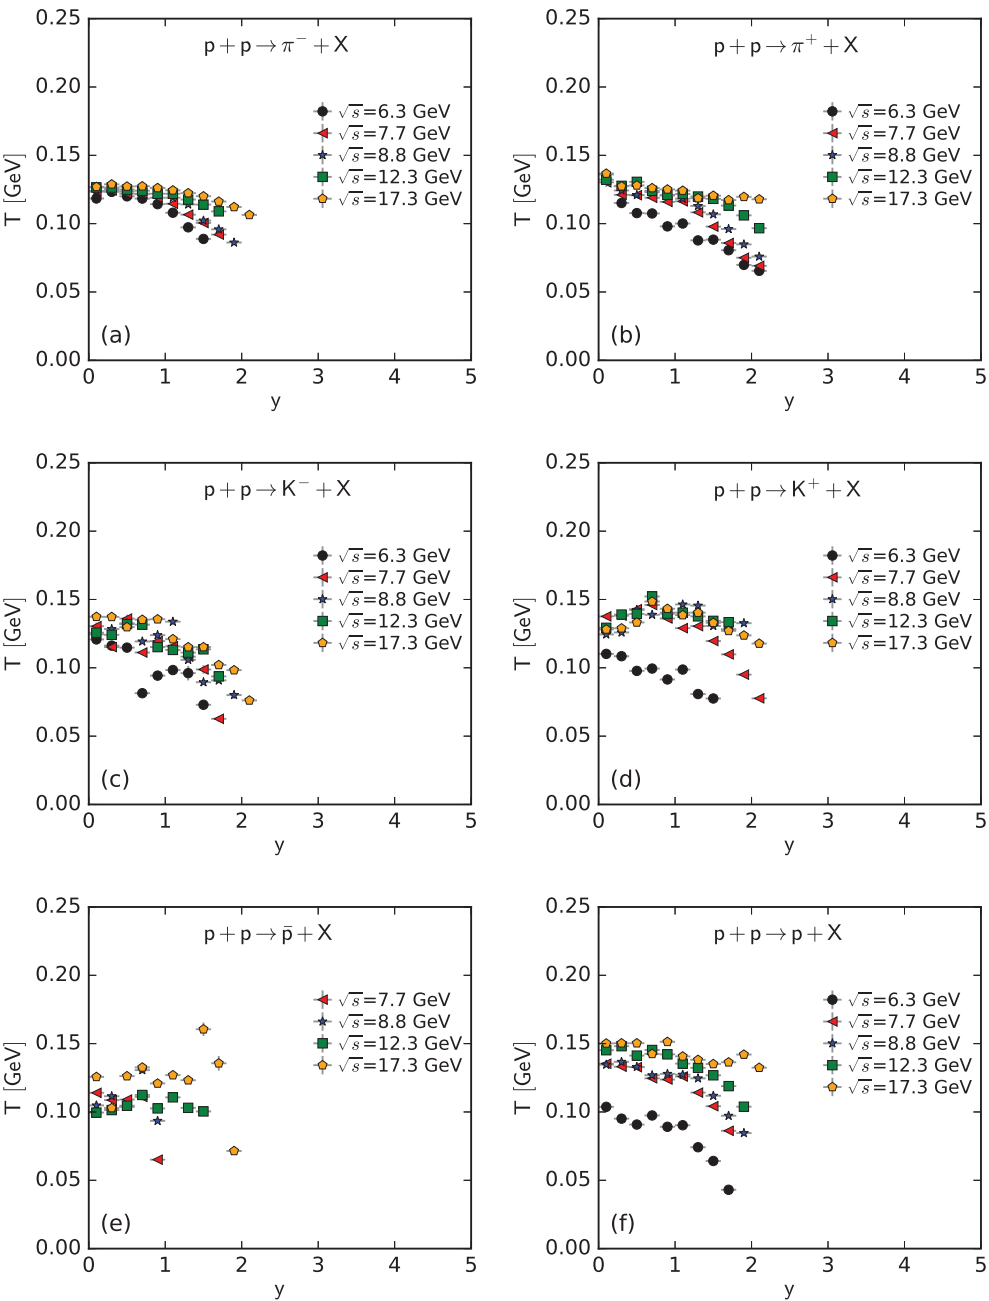 p + p → π⁻ + X
0.25
0.20
0.15
0.10
0.05
0.00
T [GeV]
√s=6.3 GeV
√s=7.7 GeV
√s=8.8 GeV
√s=12.3 GeV
√s=17.3 GeV
(a)
0 1 2 3 4 5
y
p + p → π⁺ + X
0.25
0.20
0.15
0.10
0.05
0.00
T [GeV]
√s=6.3 GeV
√s=7.7 GeV
√s=8.8 GeV
√s=12.3 GeV
√s=17.3 GeV
(b)
0 1 2 3 4 5
y
p + p → K⁻ + X
0.25
0.20
0.15
0.10
0.05
0.00
T [GeV]
√s=6.3 GeV
√s=7.7 GeV
√s=8.8 GeV
√s=12.3 GeV
√s=17.3 GeV
(c)
0 1 2 3 4 5
y
p + p → K⁺ + X
0.25
0.20
0.15
0.10
0.05
0.00
T [GeV]
√s=6.3 GeV
√s=7.7 GeV
√s=8.8 GeV
√s=12.3 GeV
√s=17.3 GeV
(d)
0 1 2 3 4 5
y
p + p → p̄ + X
0.25
0.20
0.15
0.10
0.05
0.00
T [GeV]
√s=7.7 GeV
√s=8.8 GeV
√s=12.3 GeV
√s=17.3 GeV
(e)
0 1 2 3 4 5
y
p + p → p + X
0.25
0.20
0.15
0.10
0.05
0.00
T [GeV]
√s=6.3 GeV
√s=7.7 GeV
√s=8.8 GeV
√s=12.3 GeV
√s=17.3 GeV
(f)
0 1 2 3 4 5
y